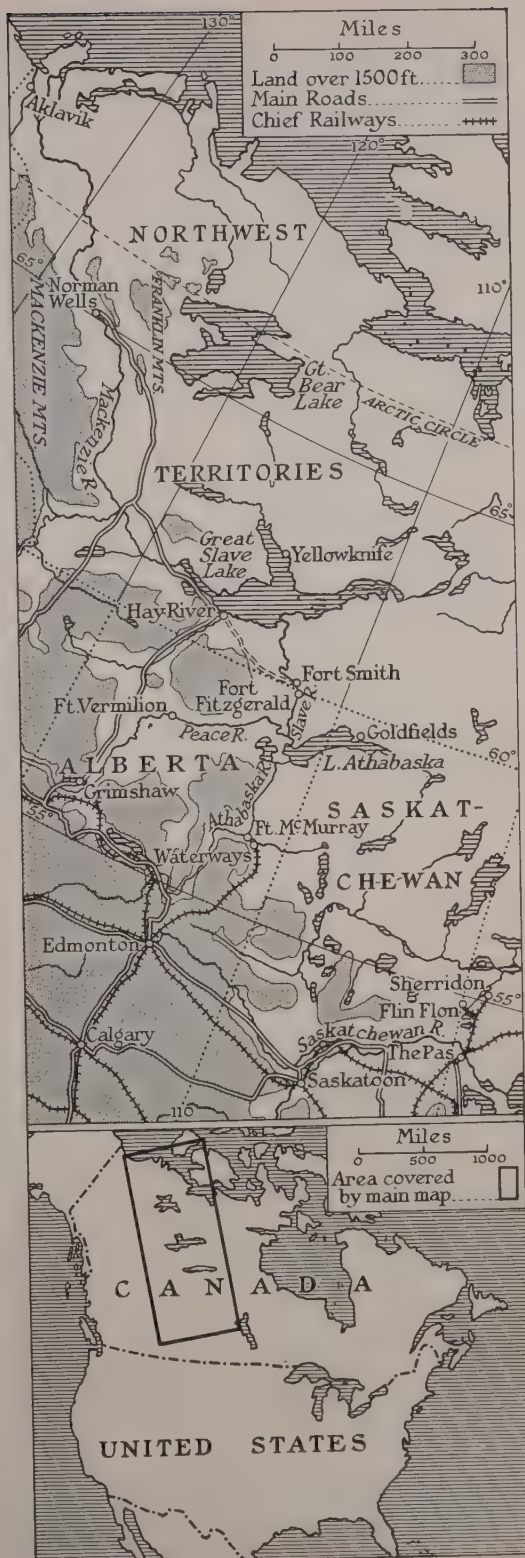 Miles
0 100 200 300
Land over 1500 ft.
Main Roads
Chief Railways
130°
120°
110°
Aklavik
NORTHWEST
65°
Norman
Wells
MACKENZIE MTS
FRANKLIN MTS
Mackenzie R.
Gt.
Bear
Lake
ARCTIC CIRCLE
TERRITORIES
65°
Great
Slave
Lake
Yellowknife
Hay River
Fort Smith
Fort
Fitzgerald
Slave R.
Ft. Vermilion
Peace R.
Goldfields
60°
L. Athabaska
ALBERTA
Grimshaw
SASKAT-
CHEWAN
55°
Athabaska
Ft. McMurray
Waterways
Edmonton
Sherridon
55°
Flin Flon
Saskatchewan R.
The Pas
Calgary
Saskatoon
110
Miles
0 500 1000
Area covered
by main map
CANADA
UNITED STATES